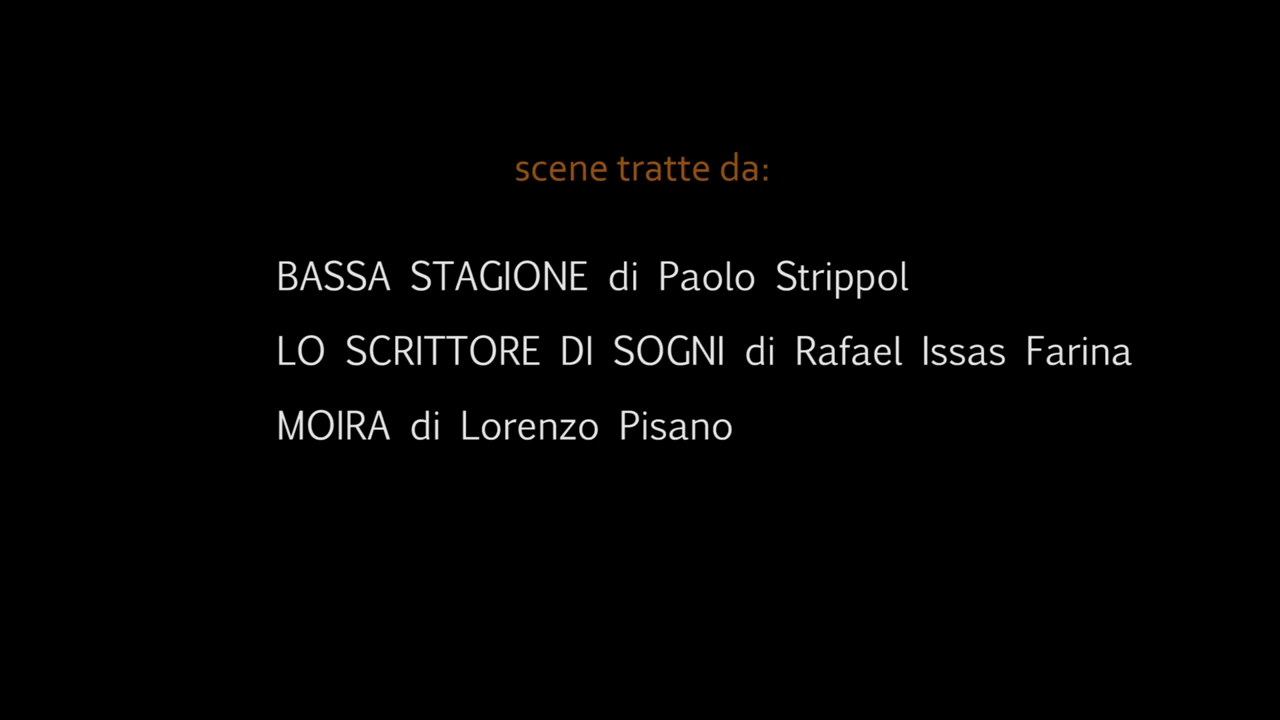 scene tratte da:
BASSA STAGIONE di Paolo Strippol
LO SCRITTORE DI SOGNI di Rafael Issas Farina
MOIRA di Lorenzo Pisano